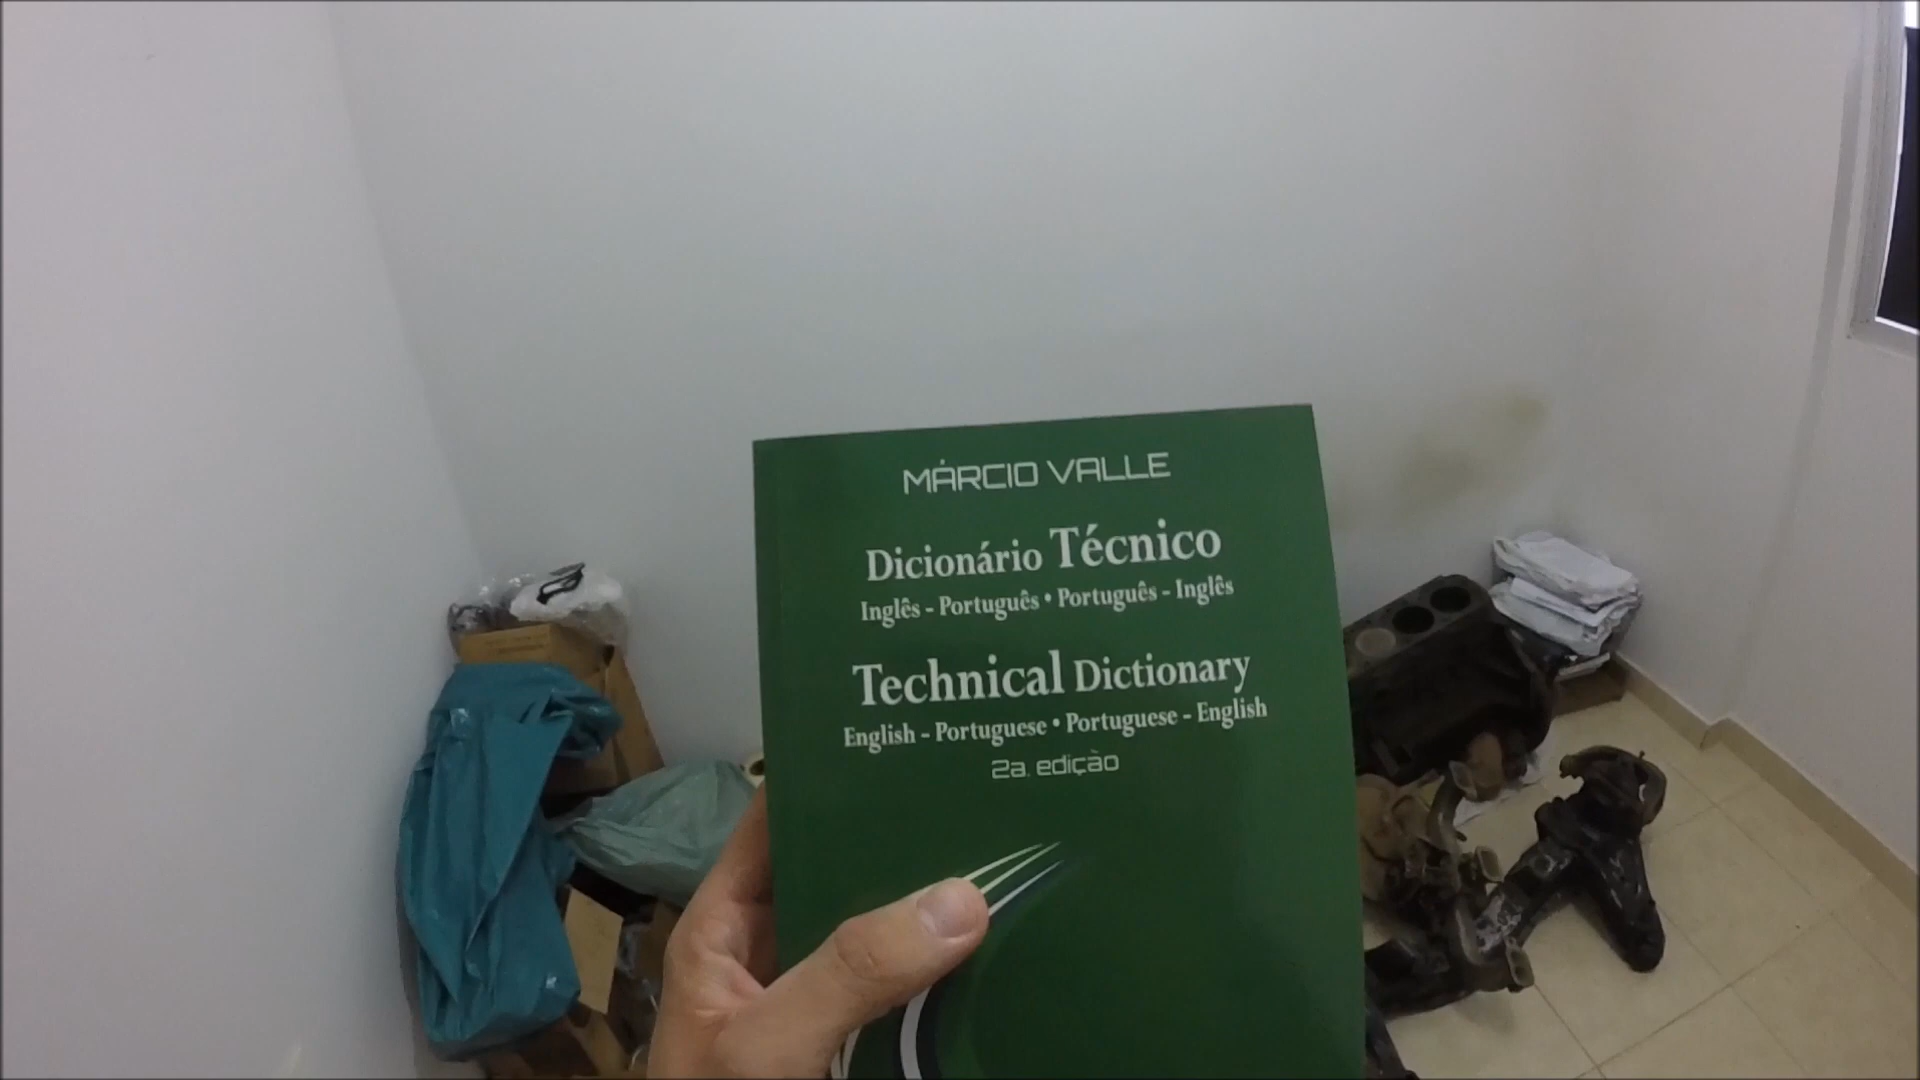 MÁRCIO VALLE
Dicionário Técnico
Inglês - Português • Português - Inglês
Technical Dictionary
English - Portuguese • Portuguese - English
2a. edição